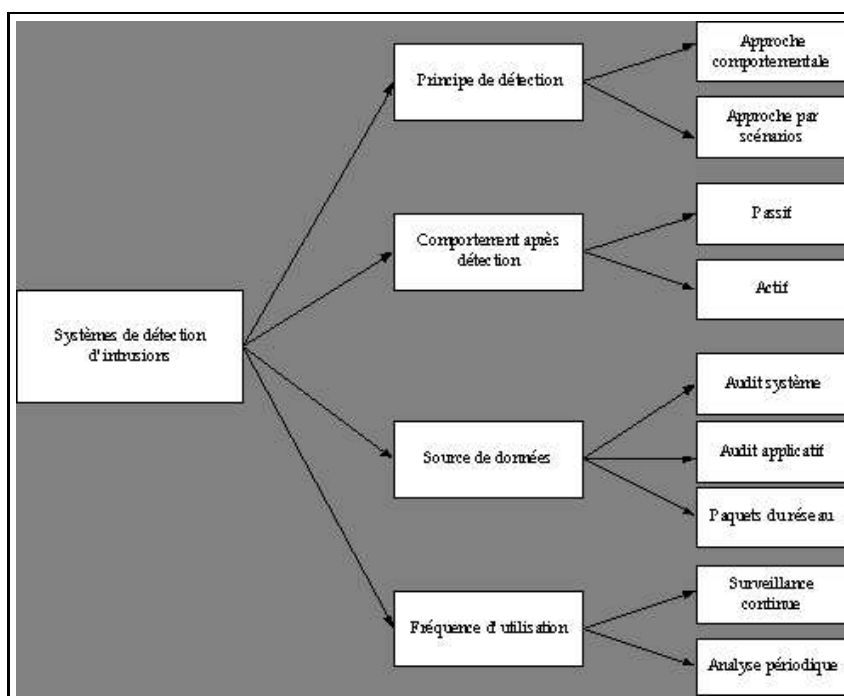 Systèmes de détection
d'intrusions
Principe de détection
Approche
comportementale
Approche par
scénarios
Comportement après
détection
Passif
Actif
Source de données
Audit système
Audit applicatif
Paquets du réseau
Fréquence d'utilisation
Surveillance
continue
Analyse périodique